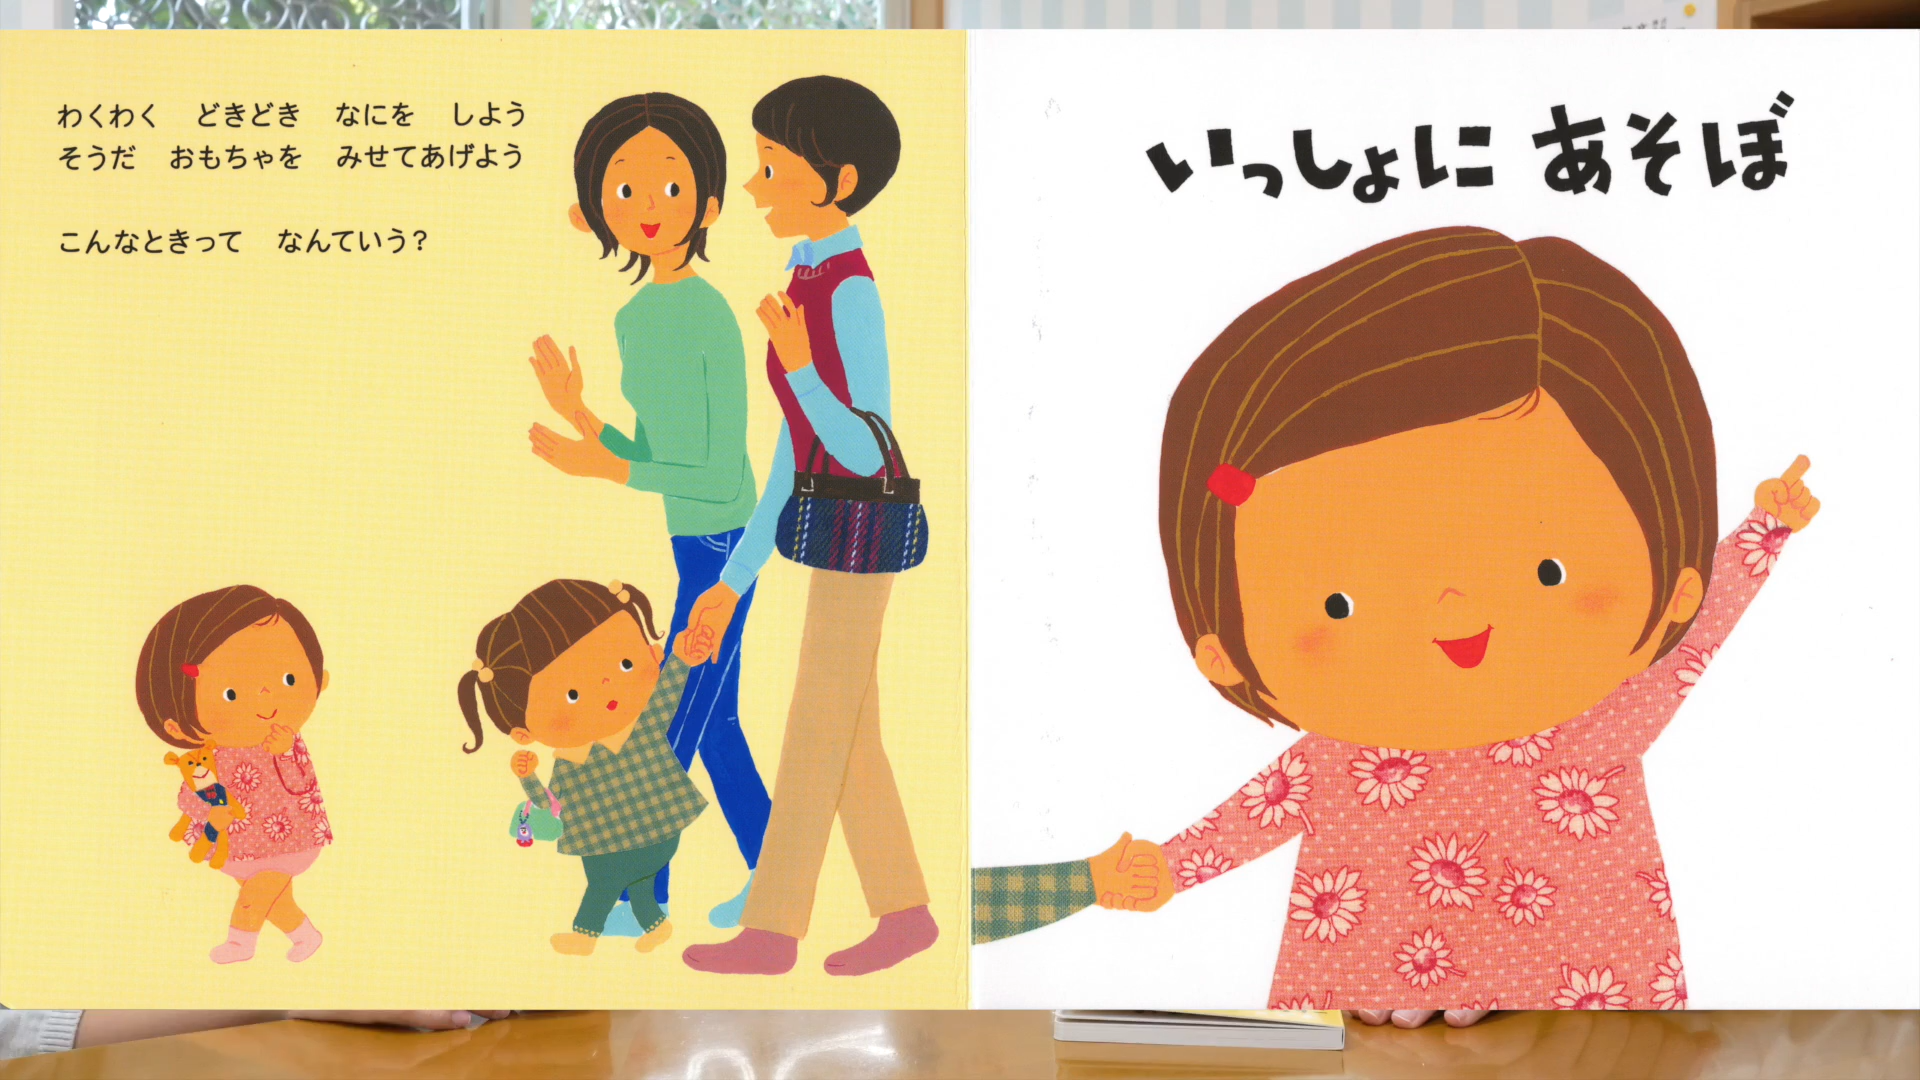 わくわく　どきどき　なにを　しよう
そうだ　おもちゃを　みせてあげよう
こんなときって　なんていう？
いっしょに あそぼ